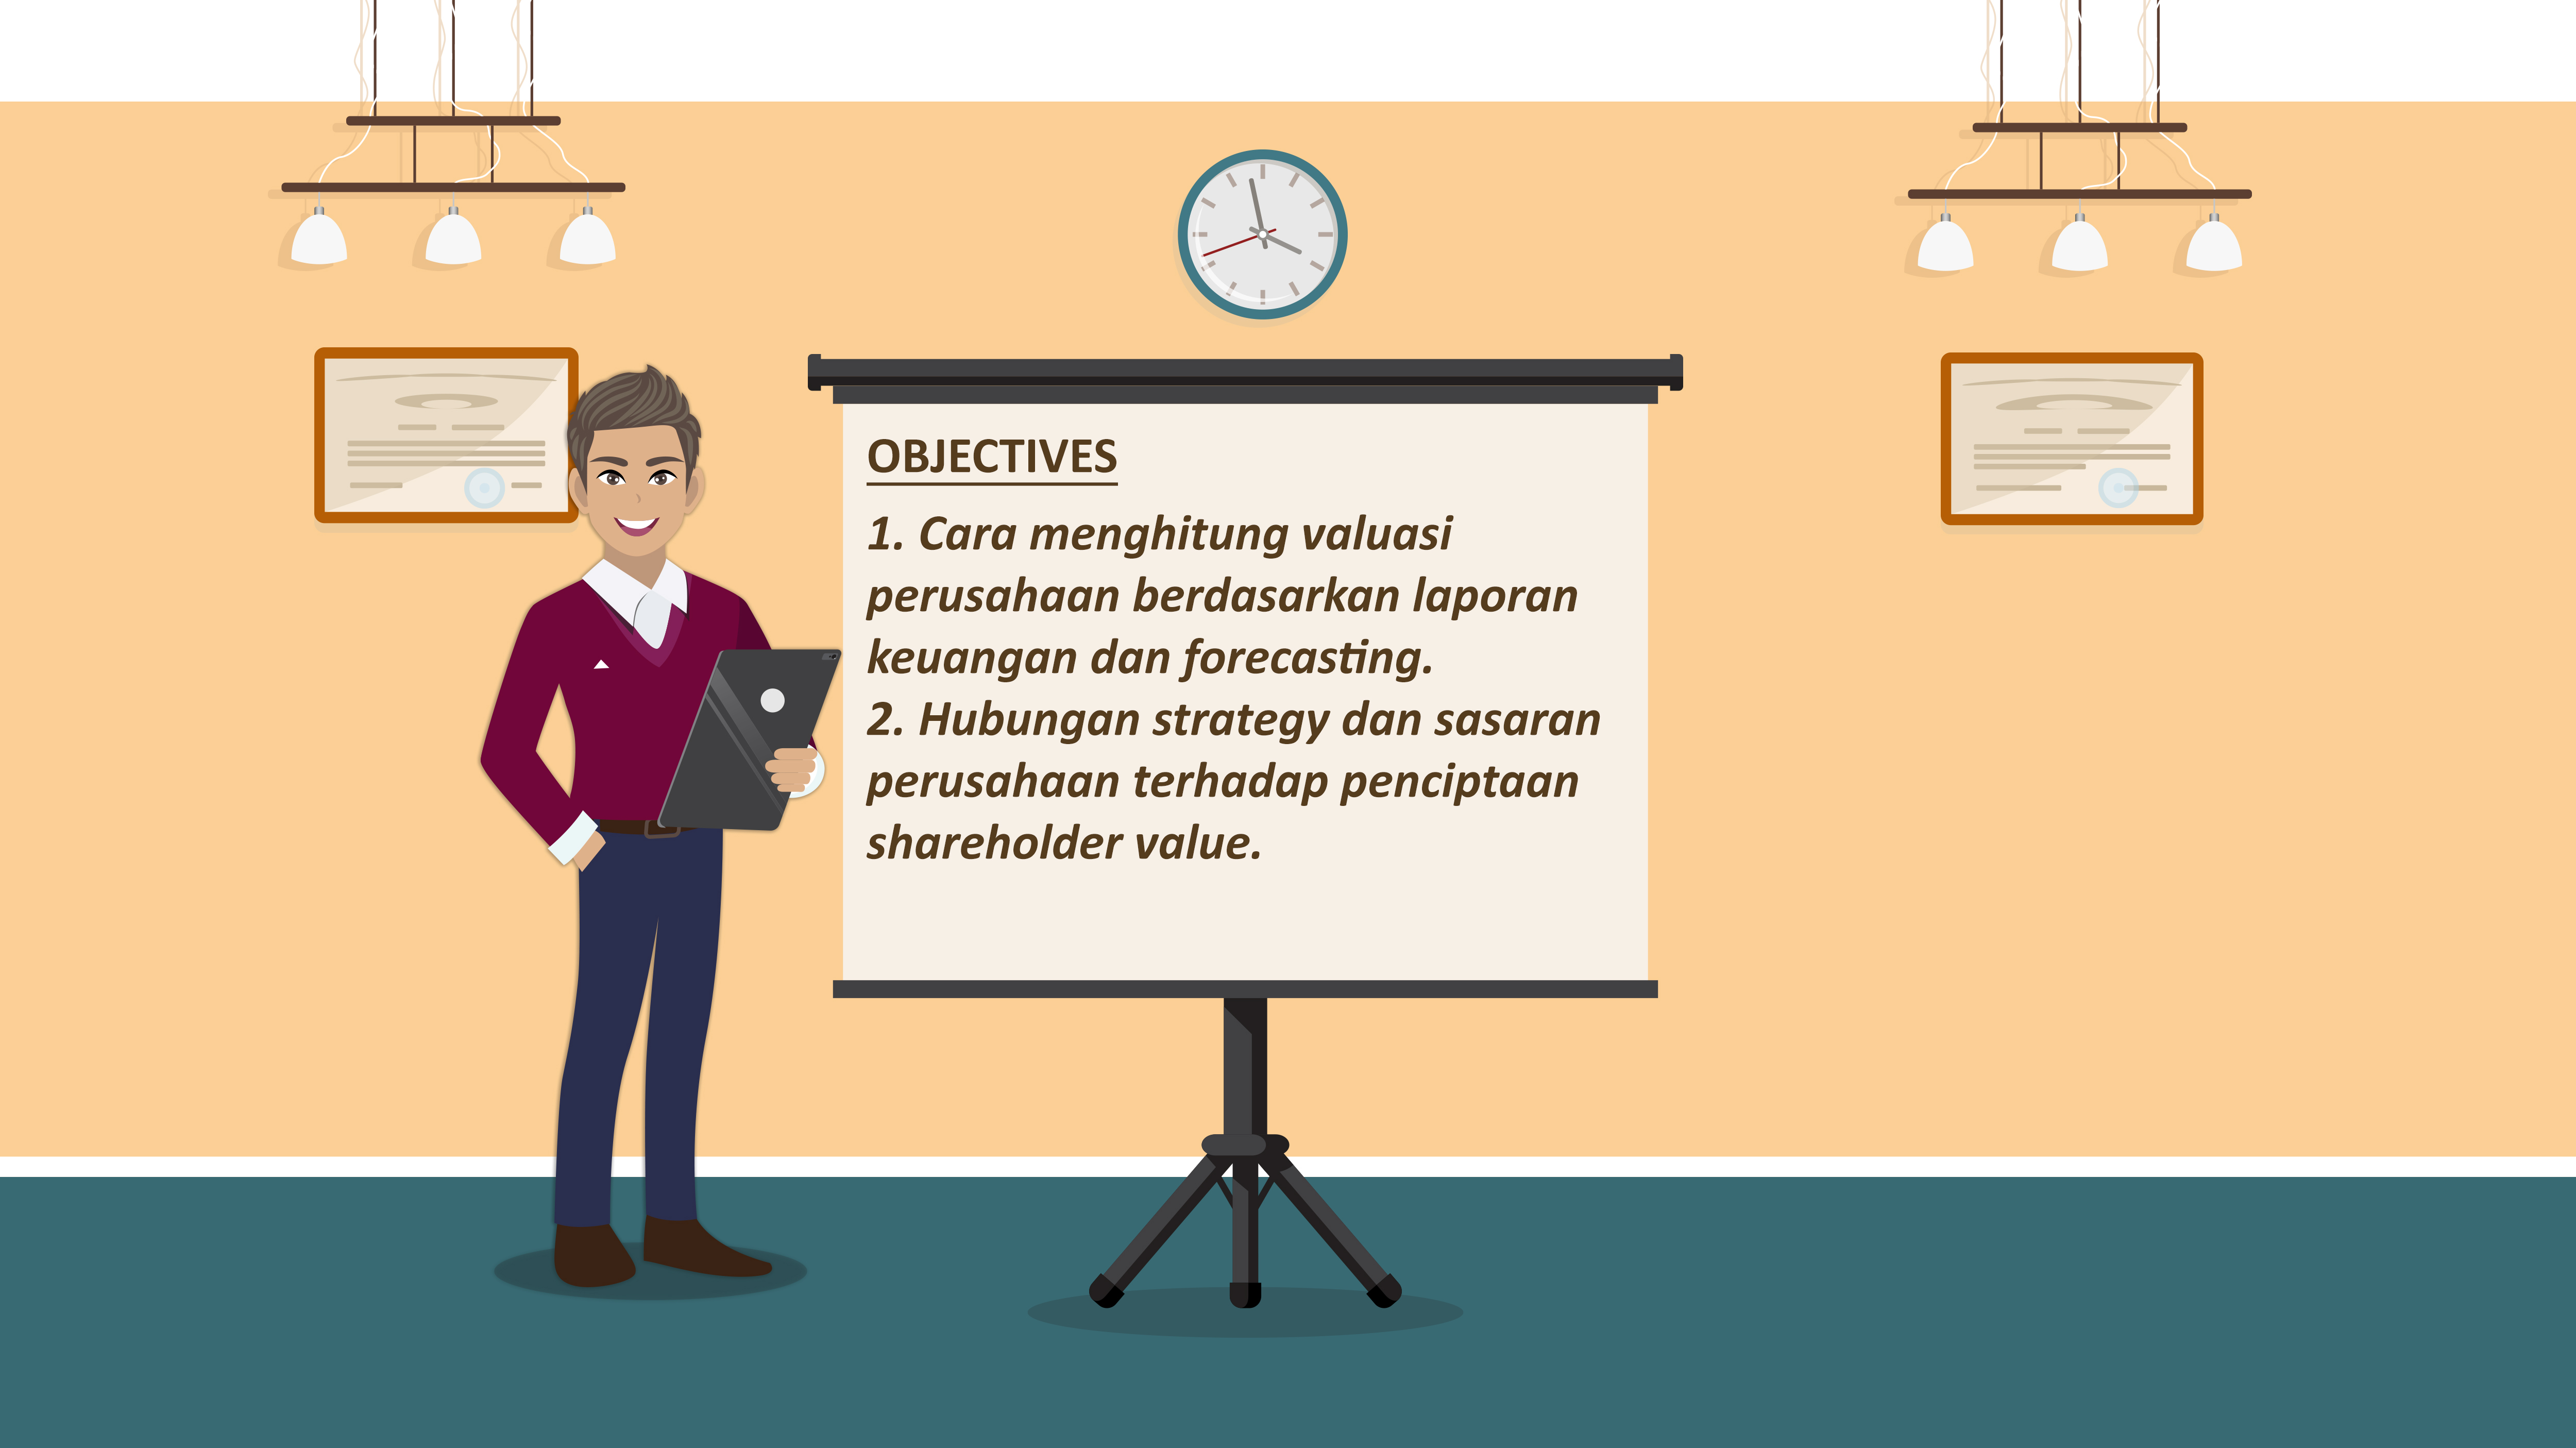 OBJECTIVES
1. Cara menghitung valuasi
perusahaan berdasarkan laporan
keuangan dan forecasting.
2. Hubungan strategy dan sasaran
perusahaan terhadap penciptaan
shareholder value.